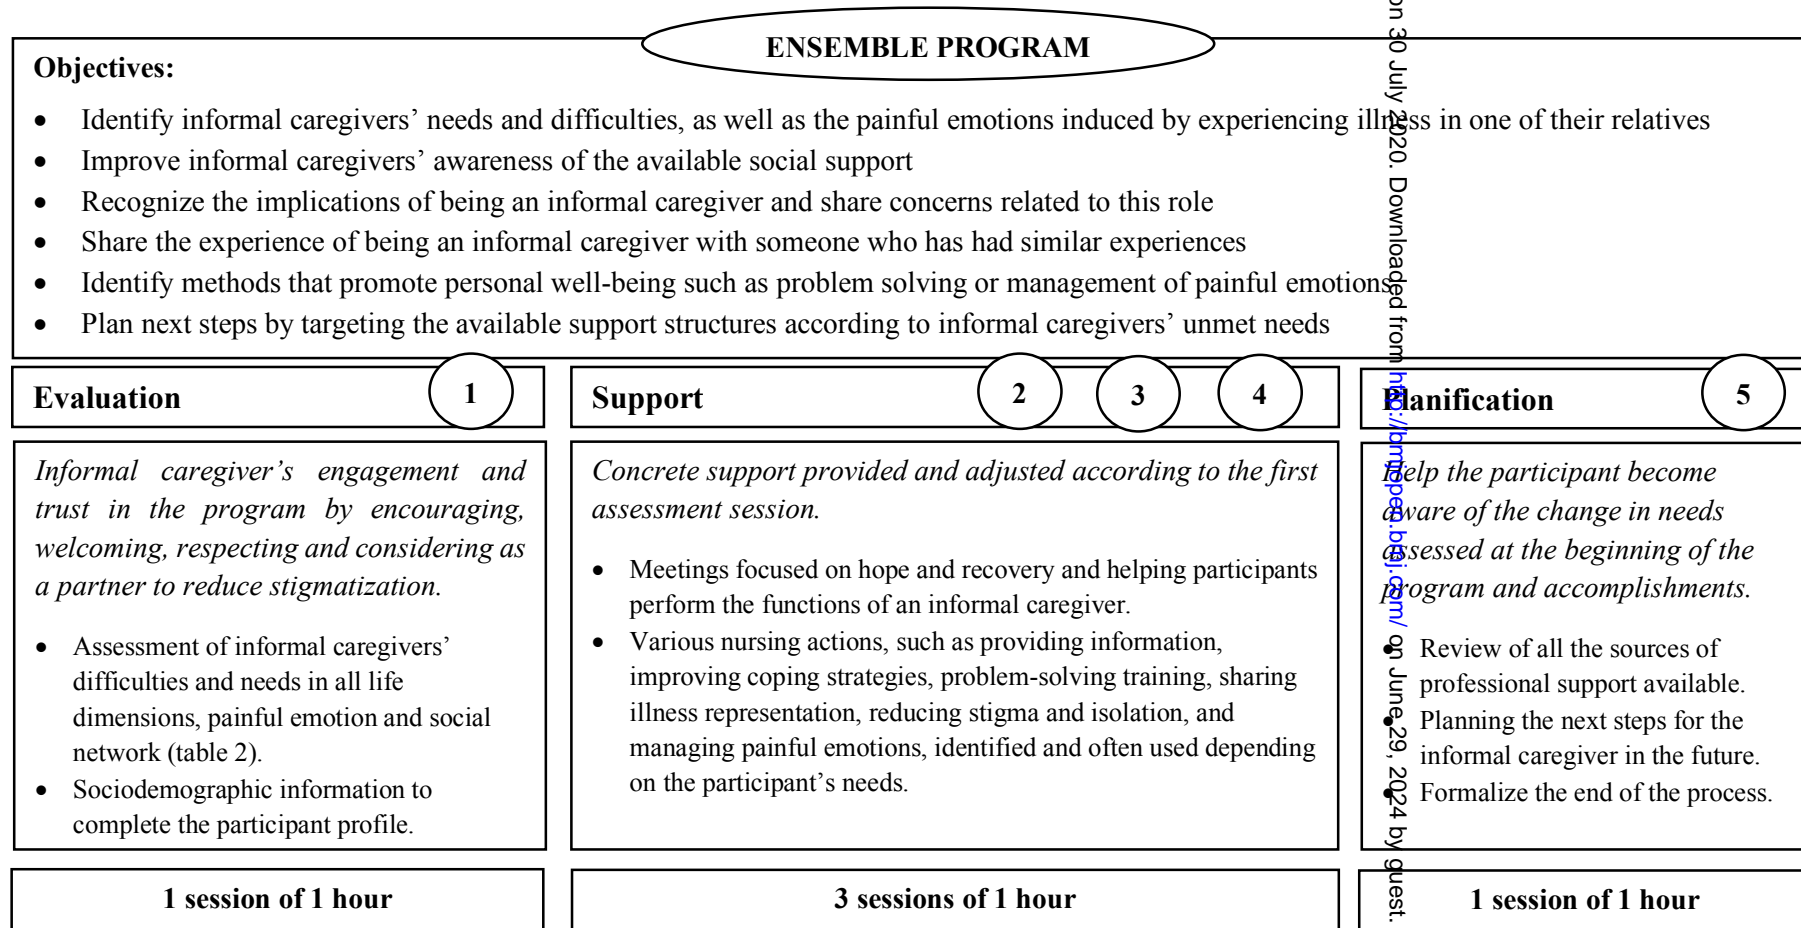 ENSEMBLE PROGRAM
Objectives:
• Identify informal caregivers’ needs and difficulties, as well as the painful emotions induced by experiencing illness in one of their relatives
• Improve informal caregivers’ awareness of the available social support
• Recognize the implications of being an informal caregiver and share concerns related to this role
• Share the experience of being an informal caregiver with someone who has had similar experiences
• Identify methods that promote personal well-being such as problem solving or management of painful emotions
• Plan next steps by targeting the available support structures according to informal caregivers’ unmet needs
Evaluation
1
Informal caregiver’s engagement and
trust in the program by encouraging,
welcoming, respecting and considering as
a partner to reduce stigmatization.
• Assessment of informal caregivers’
difficulties and needs in all life
dimensions, painful emotion and social
network (table 2).
• Sociodemographic information to
complete the participant profile.
1 session of 1 hour
Support
2
3
4
Concrete support provided and adjusted according to the first
assessment session.
• Meetings focused on hope and recovery and helping participants
perform the functions of an informal caregiver.
• Various nursing actions, such as providing information,
improving coping strategies, problem-solving training, sharing
illness representation, reducing stigma and isolation, and
managing painful emotions, identified and often used depending
on the participant’s needs.
3 sessions of 1 hour
Planification
5
Help the participant become
aware of the change in needs
assessed at the beginning of the
program and accomplishments.
• Review of all the sources of
professional support available.
• Planning the next steps for the
informal caregiver in the future.
• Formalize the end of the process.
1 session of 1 hour
on 30 July 2020. Downloaded from http://bmjopen.bmj.com/ on June 29, 2024 by guest.